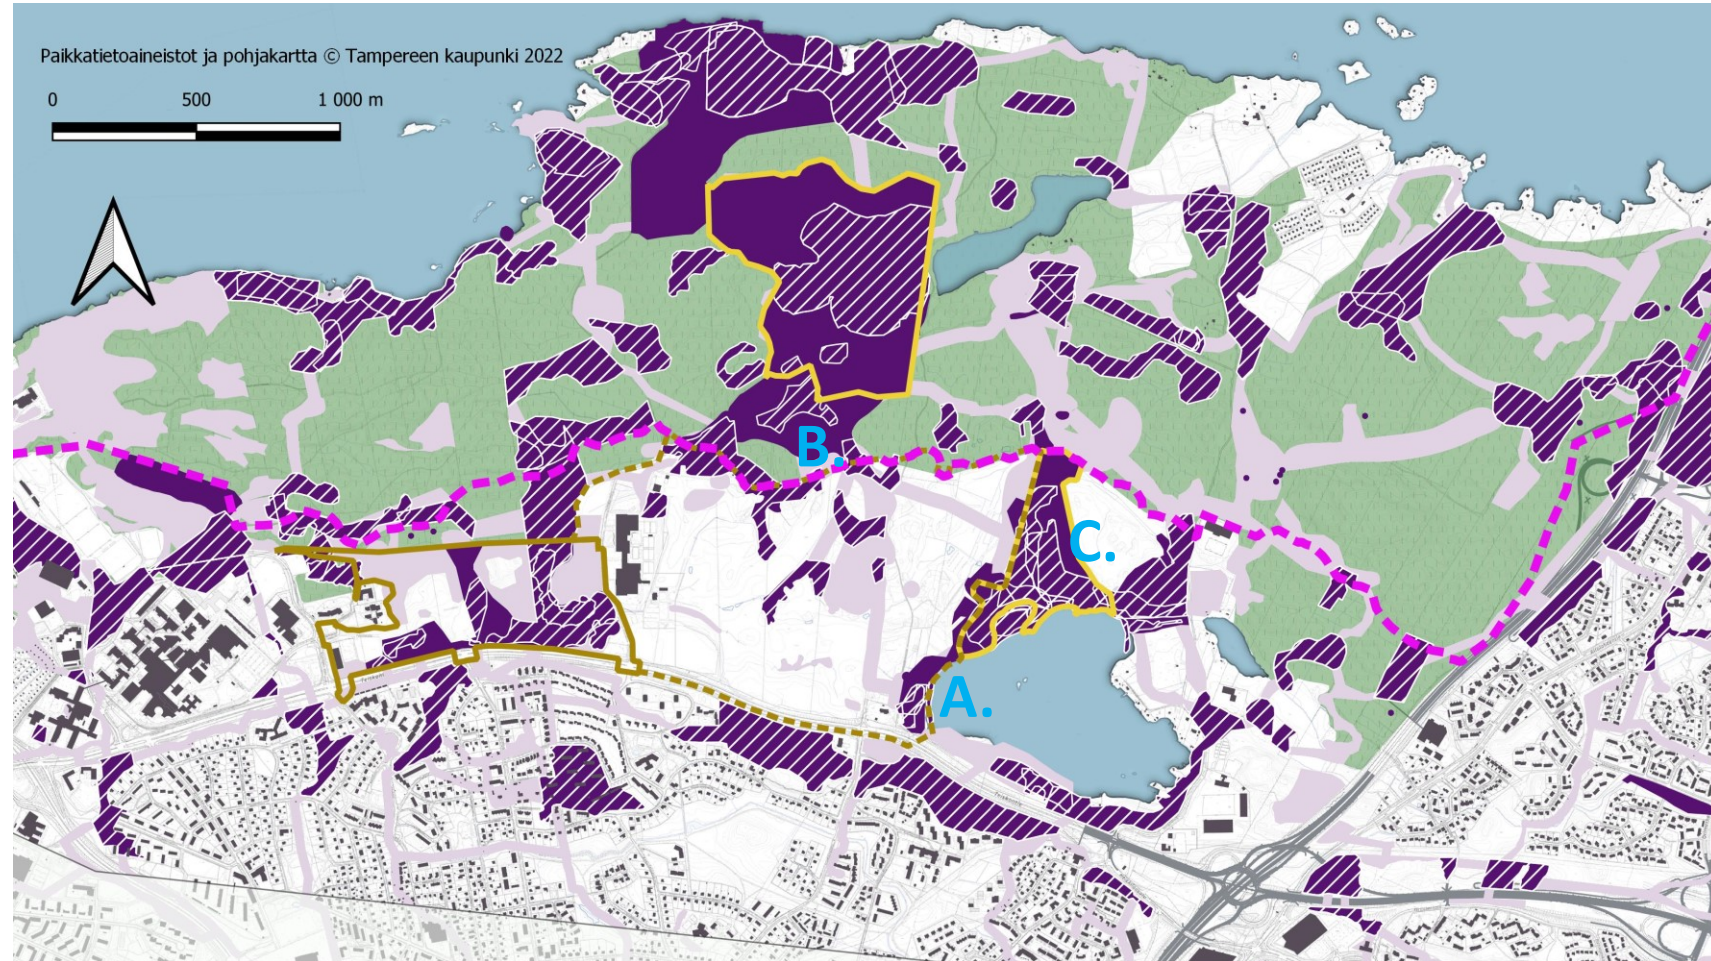 Paikkatietoaineistot ja pohjakartta © Tampereen kaupunki 2022
0 500 1 000 m
B.
C.
A.